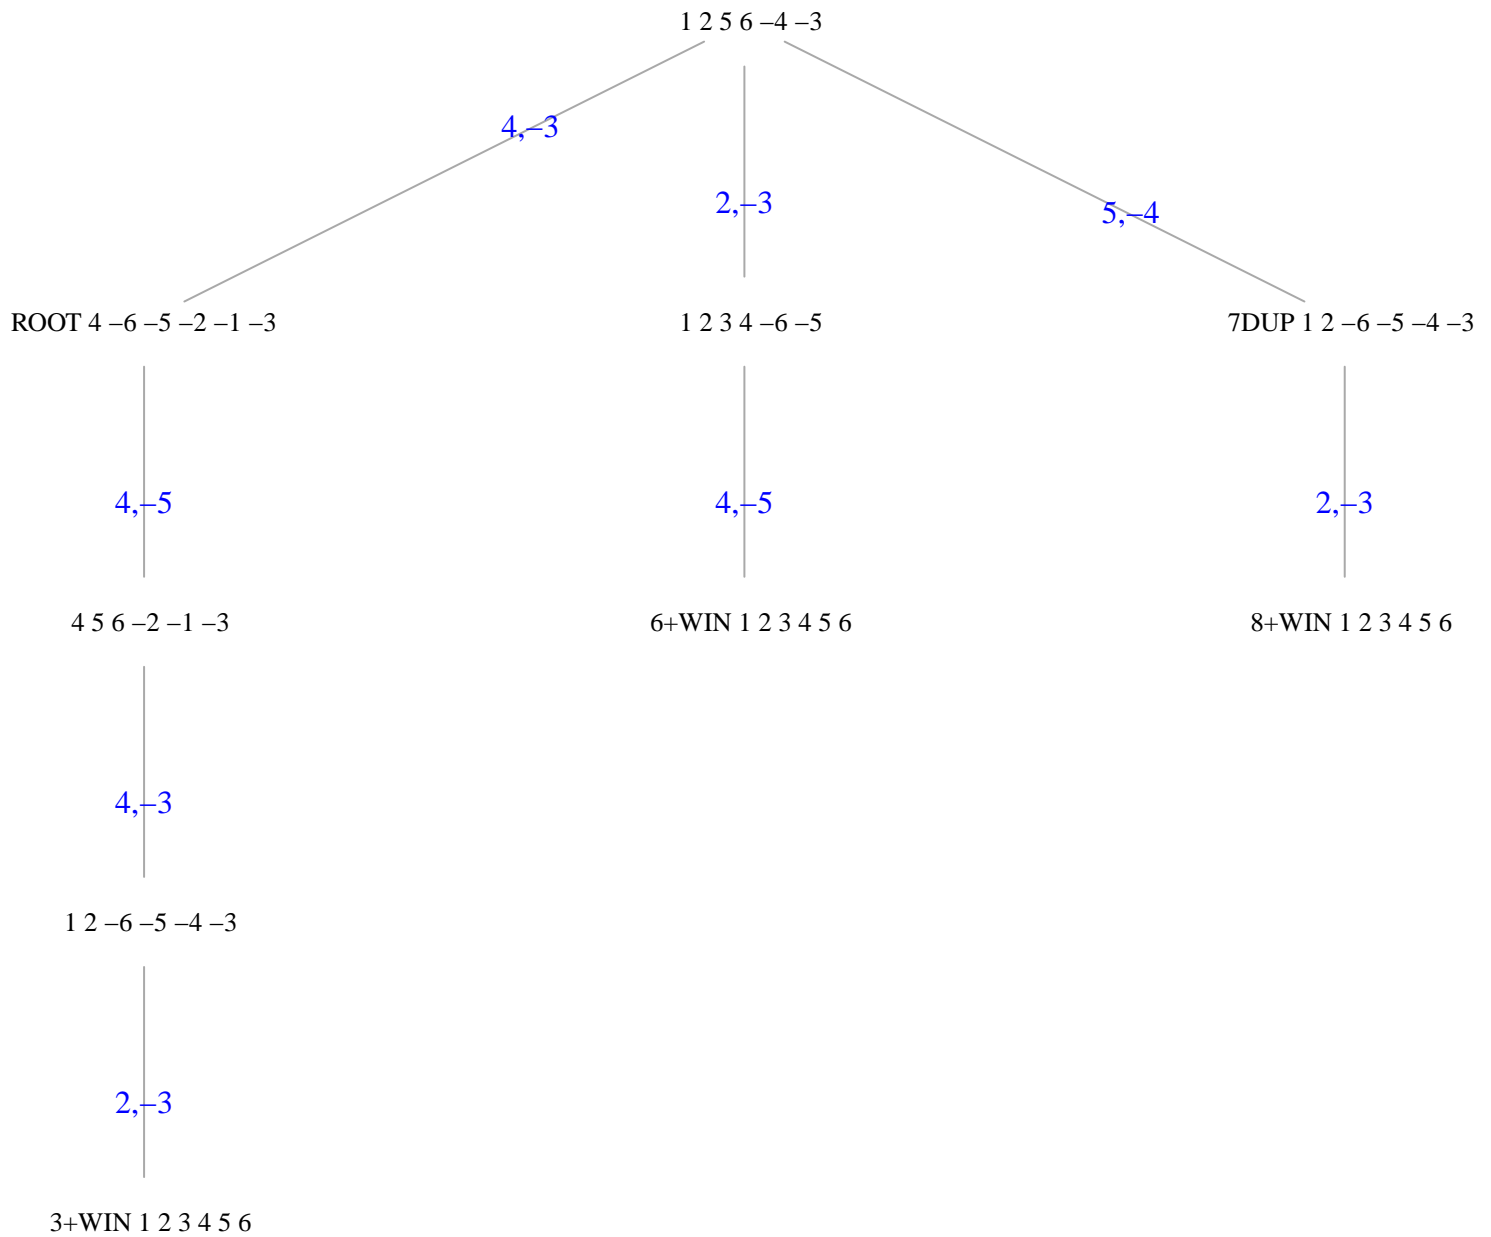 1 2 5 6 –4 –3
4,–3
2,–3
5,–4
ROOT 4 –6 –5 –2 –1 –3
1 2 3 4 –6 –5
7DUP 1 2 –6 –5 –4 –3
4,–5
4,–5
2,–3
4 5 6 –2 –1 –3
6+WIN 1 2 3 4 5 6
8+WIN 1 2 3 4 5 6
4,–3
1 2 –6 –5 –4 –3
2,–3
3+WIN 1 2 3 4 5 6